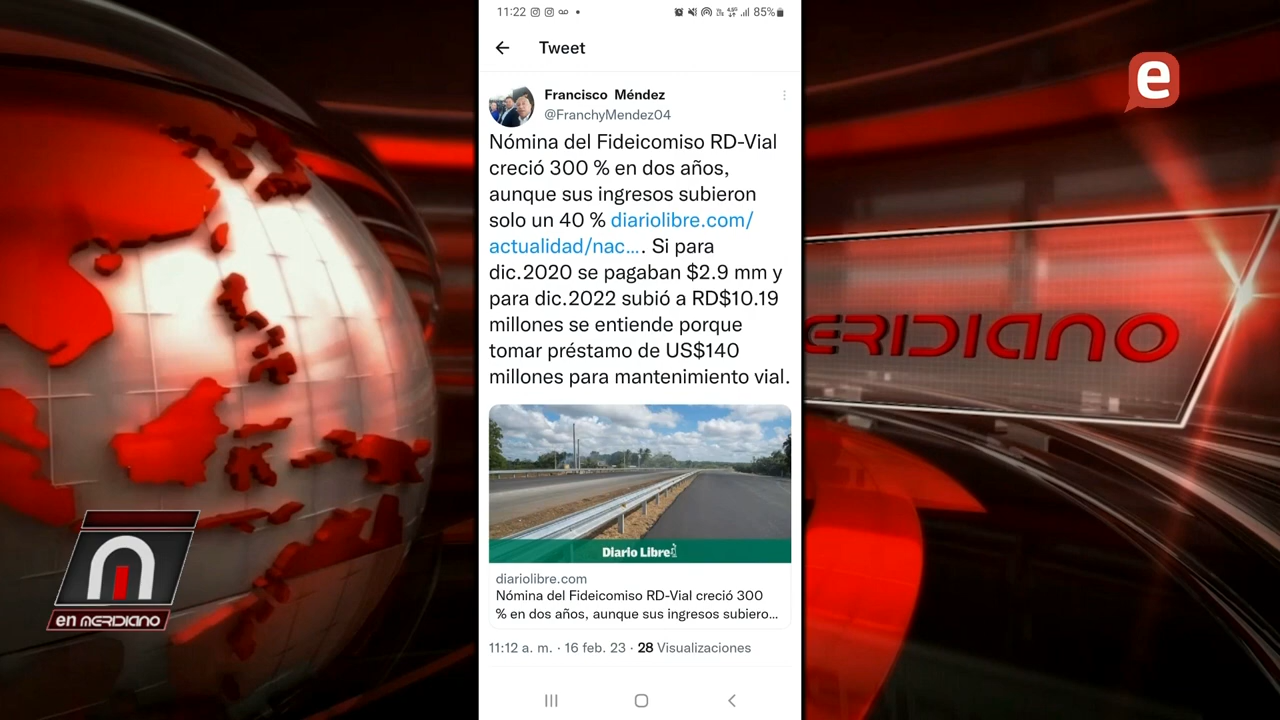 11:22
85%
Tweet
Francisco Méndez
@FranchyMendez04
Nómina del Fideicomiso RD-Vial
creció 300 % en dos años,
aunque sus ingresos subieron
solo un 40 % diariolibre.com/
actualidad/nac... . Si para
dic.2020 se pagaban $2.9 mm y
para dic.2022 subió a RD$10.19
millones se entiende porque
tomar préstamo de US$140
millones para mantenimiento vial.
Diario Libre
diariolibre.com
Nómina del Fideicomiso RD-Vial creció 300
% en dos años, aunque sus ingresos subiero...
11:12 a. m. · 16 feb. 23 · 28 Visualizaciones
e
ERIDIANO
en MERIDIANO